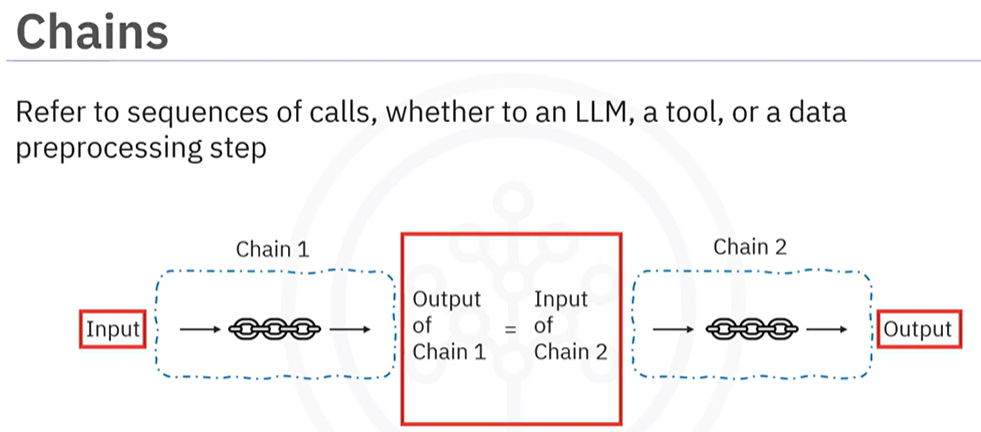 Chains
Refer to sequences of calls, whether to an LLM, a tool, or a data
preprocessing step
Chain 1
Chain 2
Input
Output
of
Chain 1
=
Input
of
Chain 2
Output